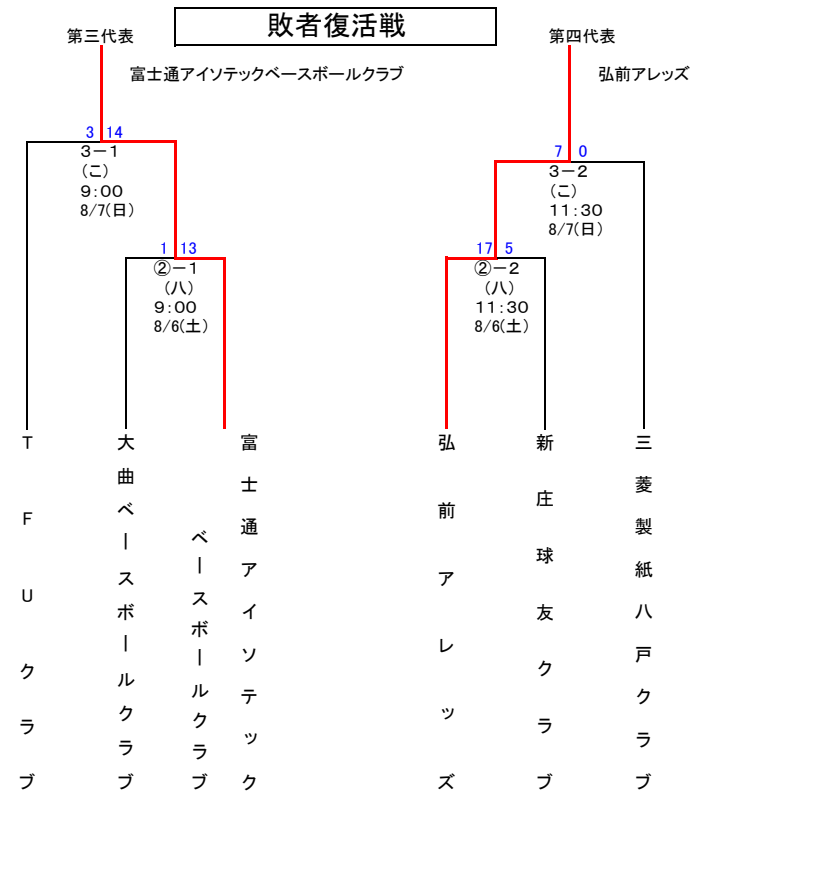 敗者復活戦
第三代表
第四代表
富士通アイソテックベースボールクラブ
弘前アレッズ
3 14
3－1
(こ)
9:00
8/7(日)
7 0
3－2
(こ)
11:30
8/7(日)
1 13
②－1
(八)
9:00
8/6(土)
17 5
②－2
(八)
11:30
8/6(土)
TFUクラブ
大曲ベースボールクラブ
富士通アイソテック
ベースボールクラブ
弘前アレッズ
新庄球友クラブ
三菱製紙八戸クラブ